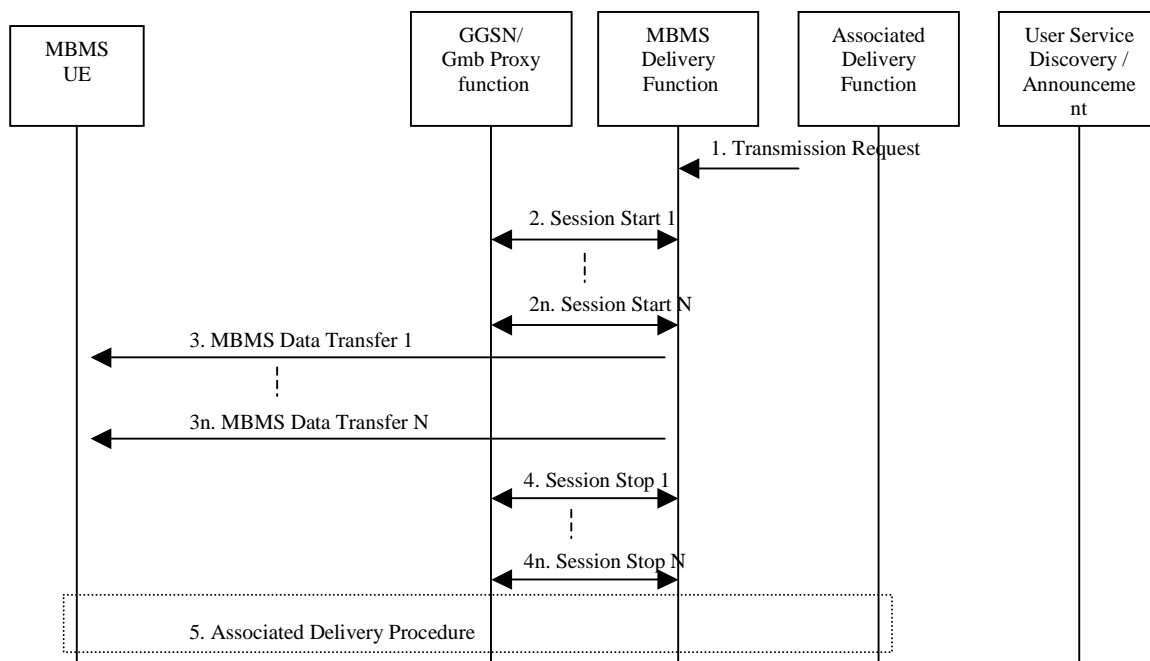 MBMS
UE
GGSN/
Gmb Proxy
function
MBMS
Delivery
Function
Associated
Delivery
Function
User Service
Discovery /
Announceme
nt
1. Transmission Request
2. Session Start 1
2n. Session Start N
3. MBMS Data Transfer 1
3n. MBMS Data Transfer N
4. Session Stop 1
4n. Session Stop N
5. Associated Delivery Procedure